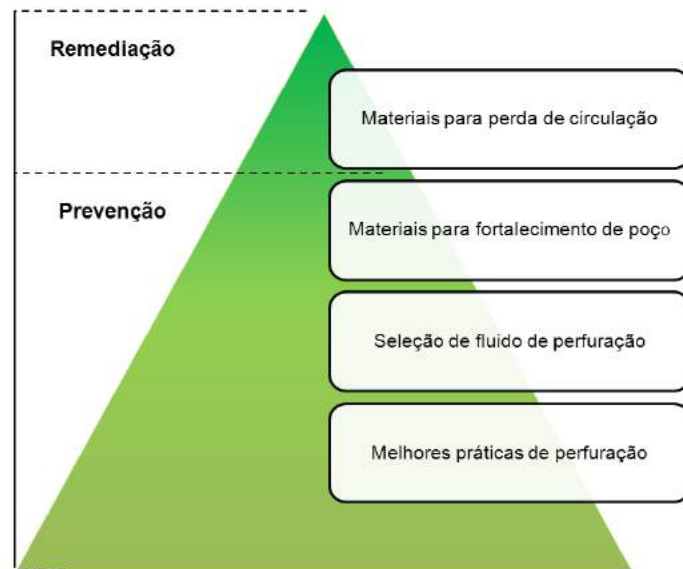 Remediação
Materiais para perda de circulação
Prevenção
Materiais para fortalecimento de poço
Seleção de fluido de perfuração
Melhores práticas de perfuração